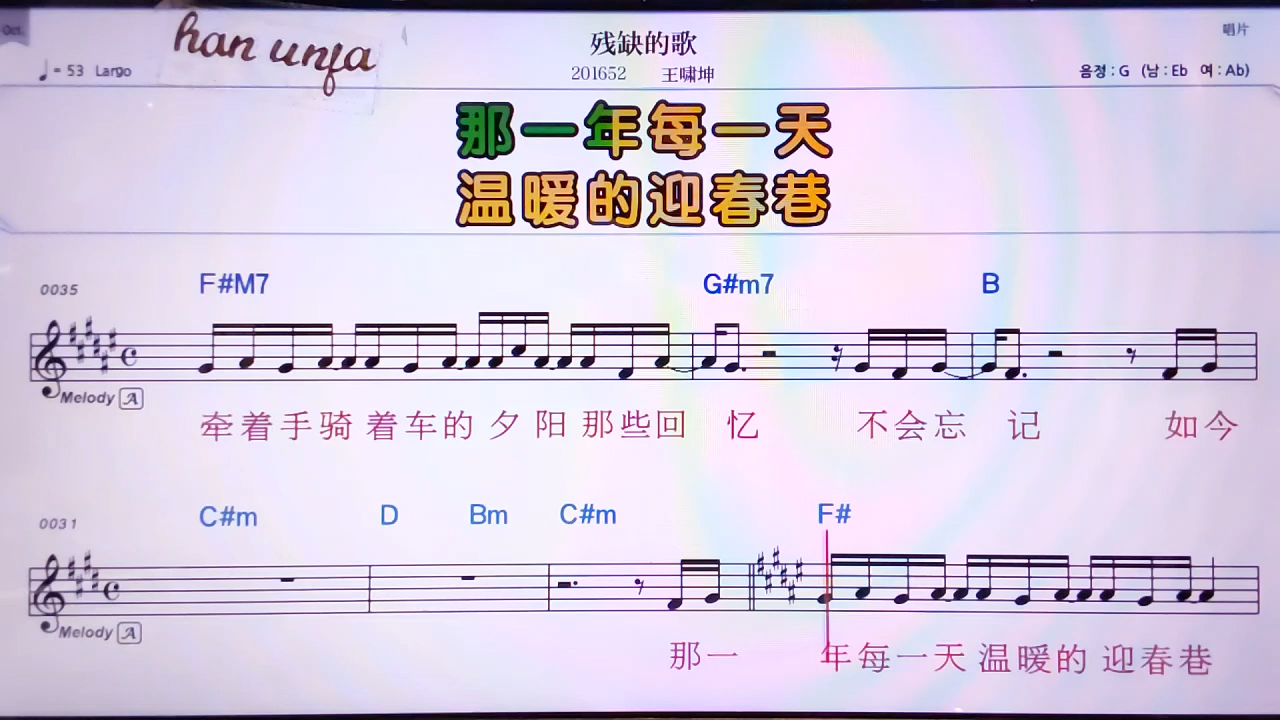 Oct.
han unja
残缺的歌
唱片
♩= 53 Largo
201652 王啸坤
음정 : G (남 : Eb 여 : Ab)
那一年每一天
温暖的迎春巷
F#M7 G#m7 B
0035
Melody A
牵着手骑着车的夕阳那些回忆 不会忘记 如今
C#m D Bm C#m F#
0031
Melody A
那一年每一天温暖的迎春巷